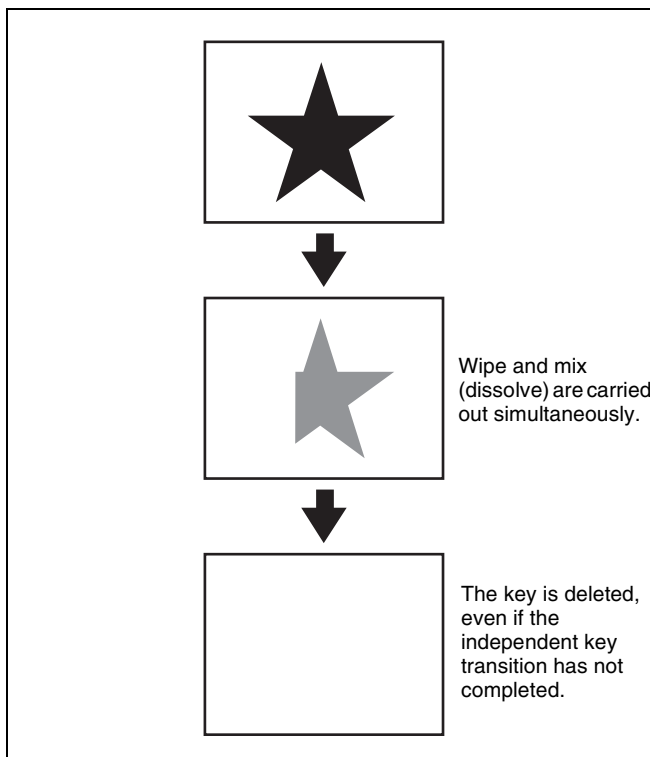 Wipe and mix
(dissolve) are carried
out simultaneously.
The key is deleted,
even if the
independent key
transition has not
completed.